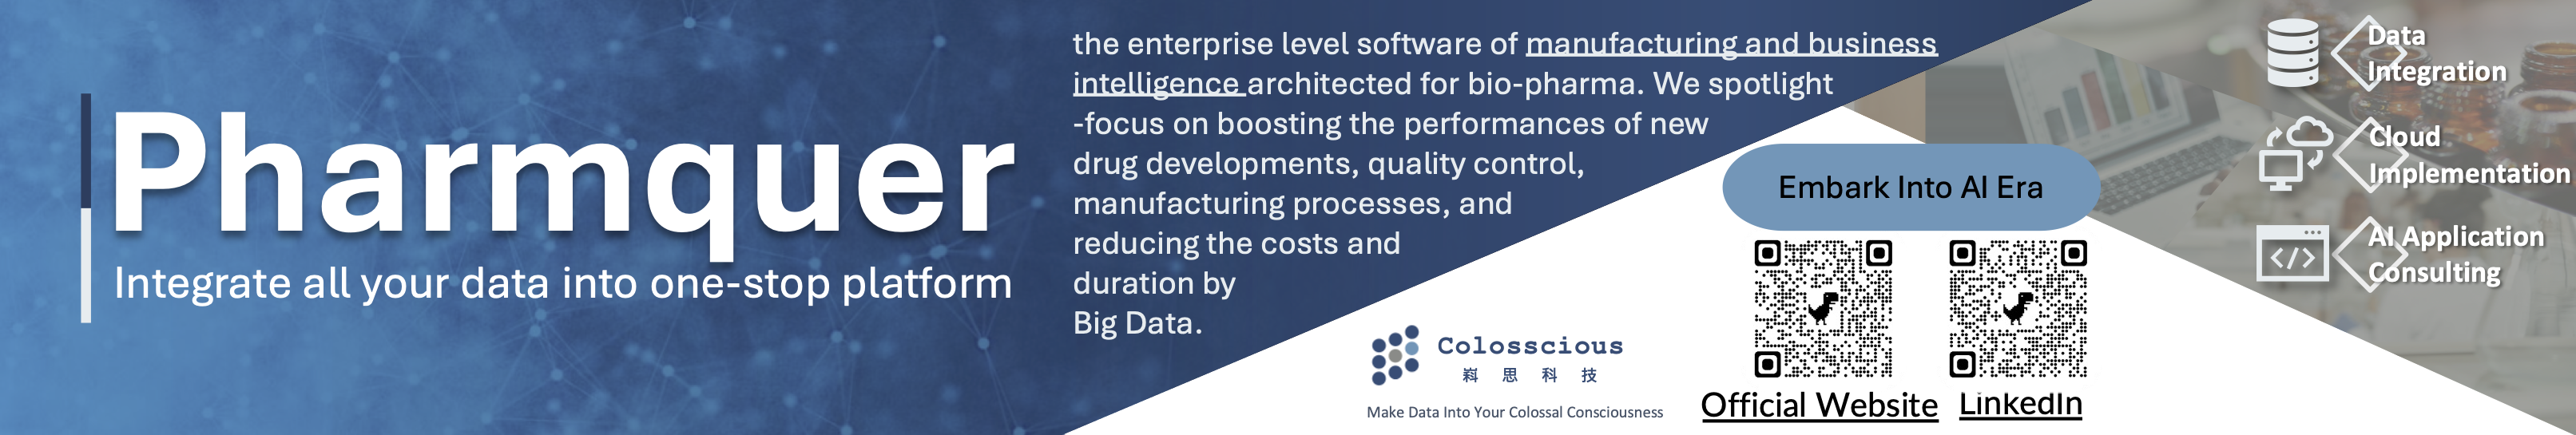 Pharmquer
Integrate all your data into one-stop platform
the enterprise level software of manufacturing and business
intelligence architected for bio-pharma. We spotlight
-focus on boosting the performances of new
drug developments, quality control,
manufacturing processes, and
reducing the costs and
duration by
Big Data.
Colosscious
嵙思科技
Make Data Into Your Colossal Consciousness
Embark Into AI Era
Official Website
LinkedIn
Data
Integration
Cloud
Implementation
</>
AI Application
Consulting